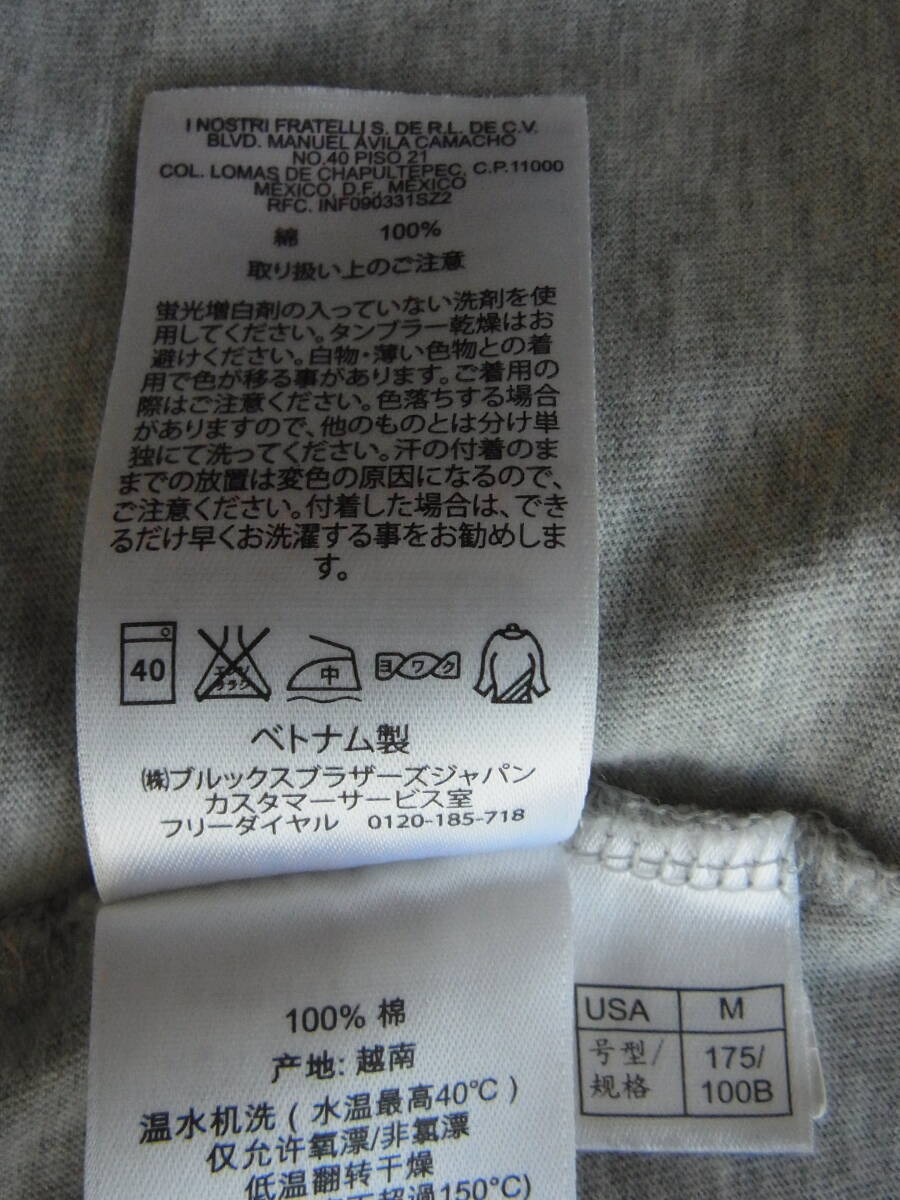 I NOSTRI FRATELLI S. DE R.L. DE C.V.
BLVD. MANUEL ÁVILA CAMACHO
NO.40 PISO 21
COL. LOMAS DE CHAPULTEPEC, C.P.11000
MÉXICO, D.F., MÉXICO
RFC. INF090331SZ2
綿 100%
取り扱い上のご注意
蛍光増白剤の入っていない洗剤を使
用してください。タンブラー乾燥はお
避けください。白物・薄い色物との着
用で色が移る事があります。ご着用の
際はご注意ください。色落ちする場合
がありますので、他のものとは分け単
独にて洗ってください。汗の付着のま
までの放置は変色の原因になるので、
ご注意ください。付着した場合は、でき
るだけ早くお洗濯する事をお勧めしま
す。
40 エンソ サラシ 中 ヨワク
ベトナム製
㈱ブルックスブラザーズジャパン
カスタマーサービス室
フリーダイヤル 0120-185-718
100% 棉
产地: 越南
温水机洗 ( 水温最高40℃ )
仅允许氧漂/非氯漂
低温翻转干燥
超過150℃)
USA M
号型/ 175/
规格 100B